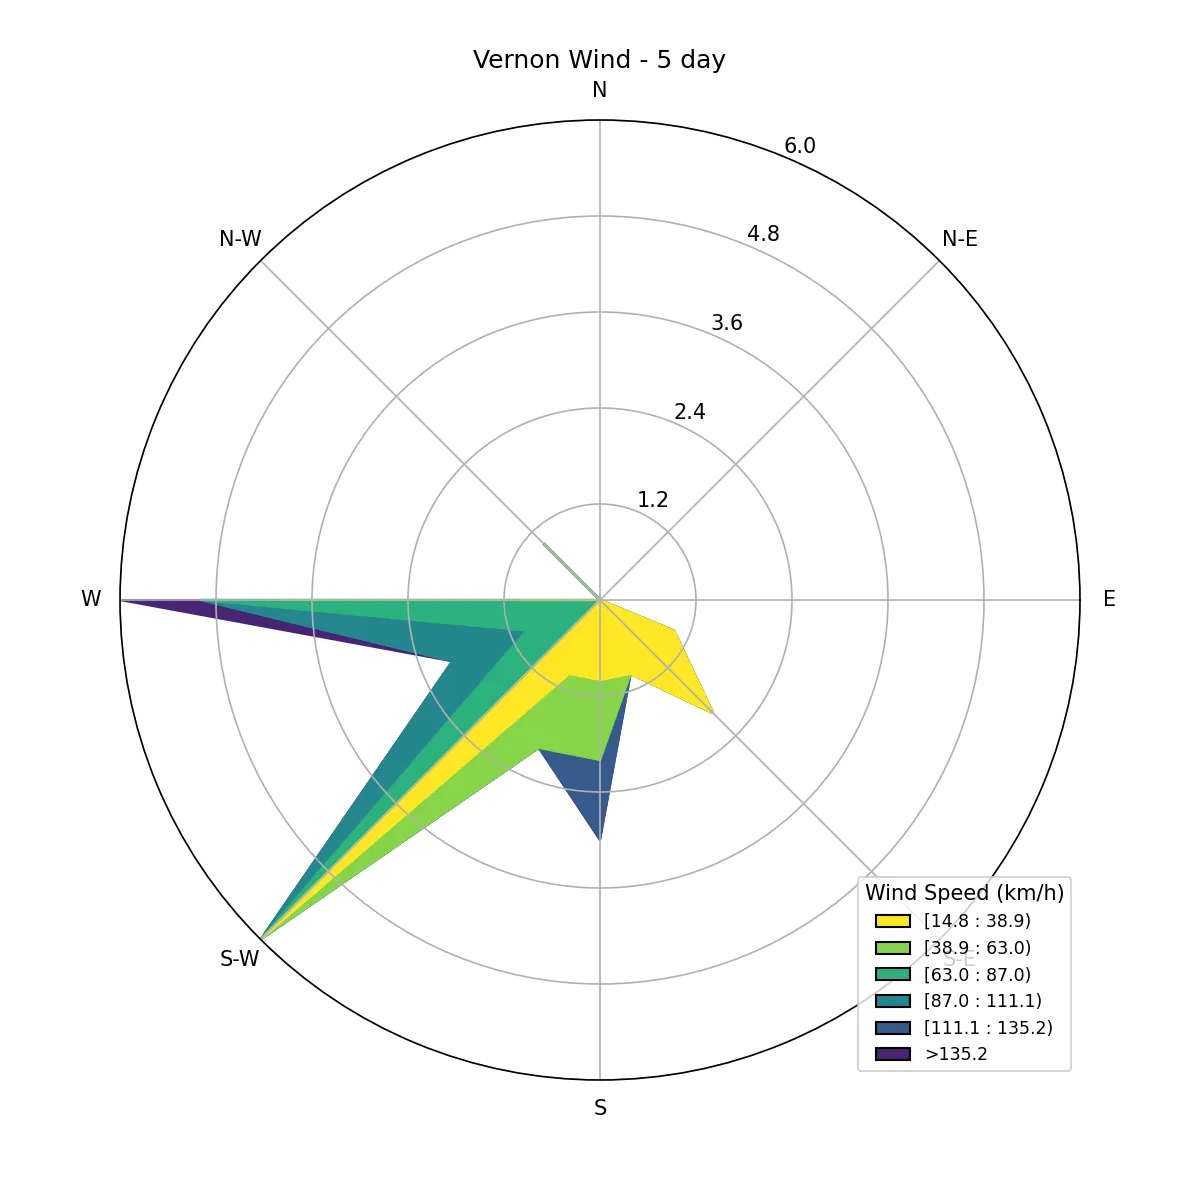 Vernon Wind - 5 day
N
6.0
N-W
4.8
N-E
3.6
2.4
1.2
W
E
S-W
S-E
S
Wind Speed (km/h)
[14.8 : 38.9)
[38.9 : 63.0)
[63.0 : 87.0)
[87.0 : 111.1)
[111.1 : 135.2)
>135.2